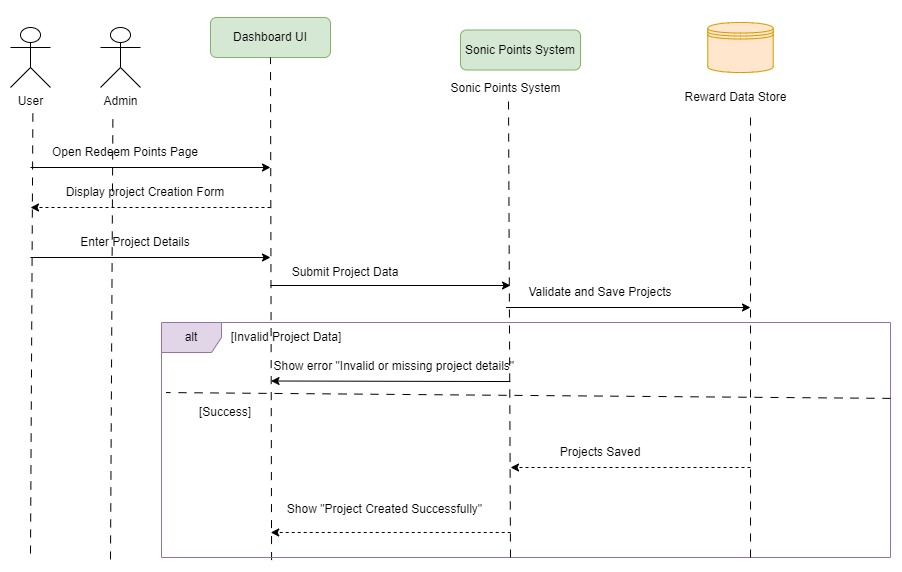 Dashboard UI
Sonic Points System
User
Admin
Sonic Points System
Reward Data Store
Open Redeem Points Page
Display project Creation Form
Enter Project Details
Submit Project Data
Validate and Save Projects
alt
[Invalid Project Data]
Show error "Invalid or missing project details"
[Success]
Projects Saved
Show "Project Created Successfully"